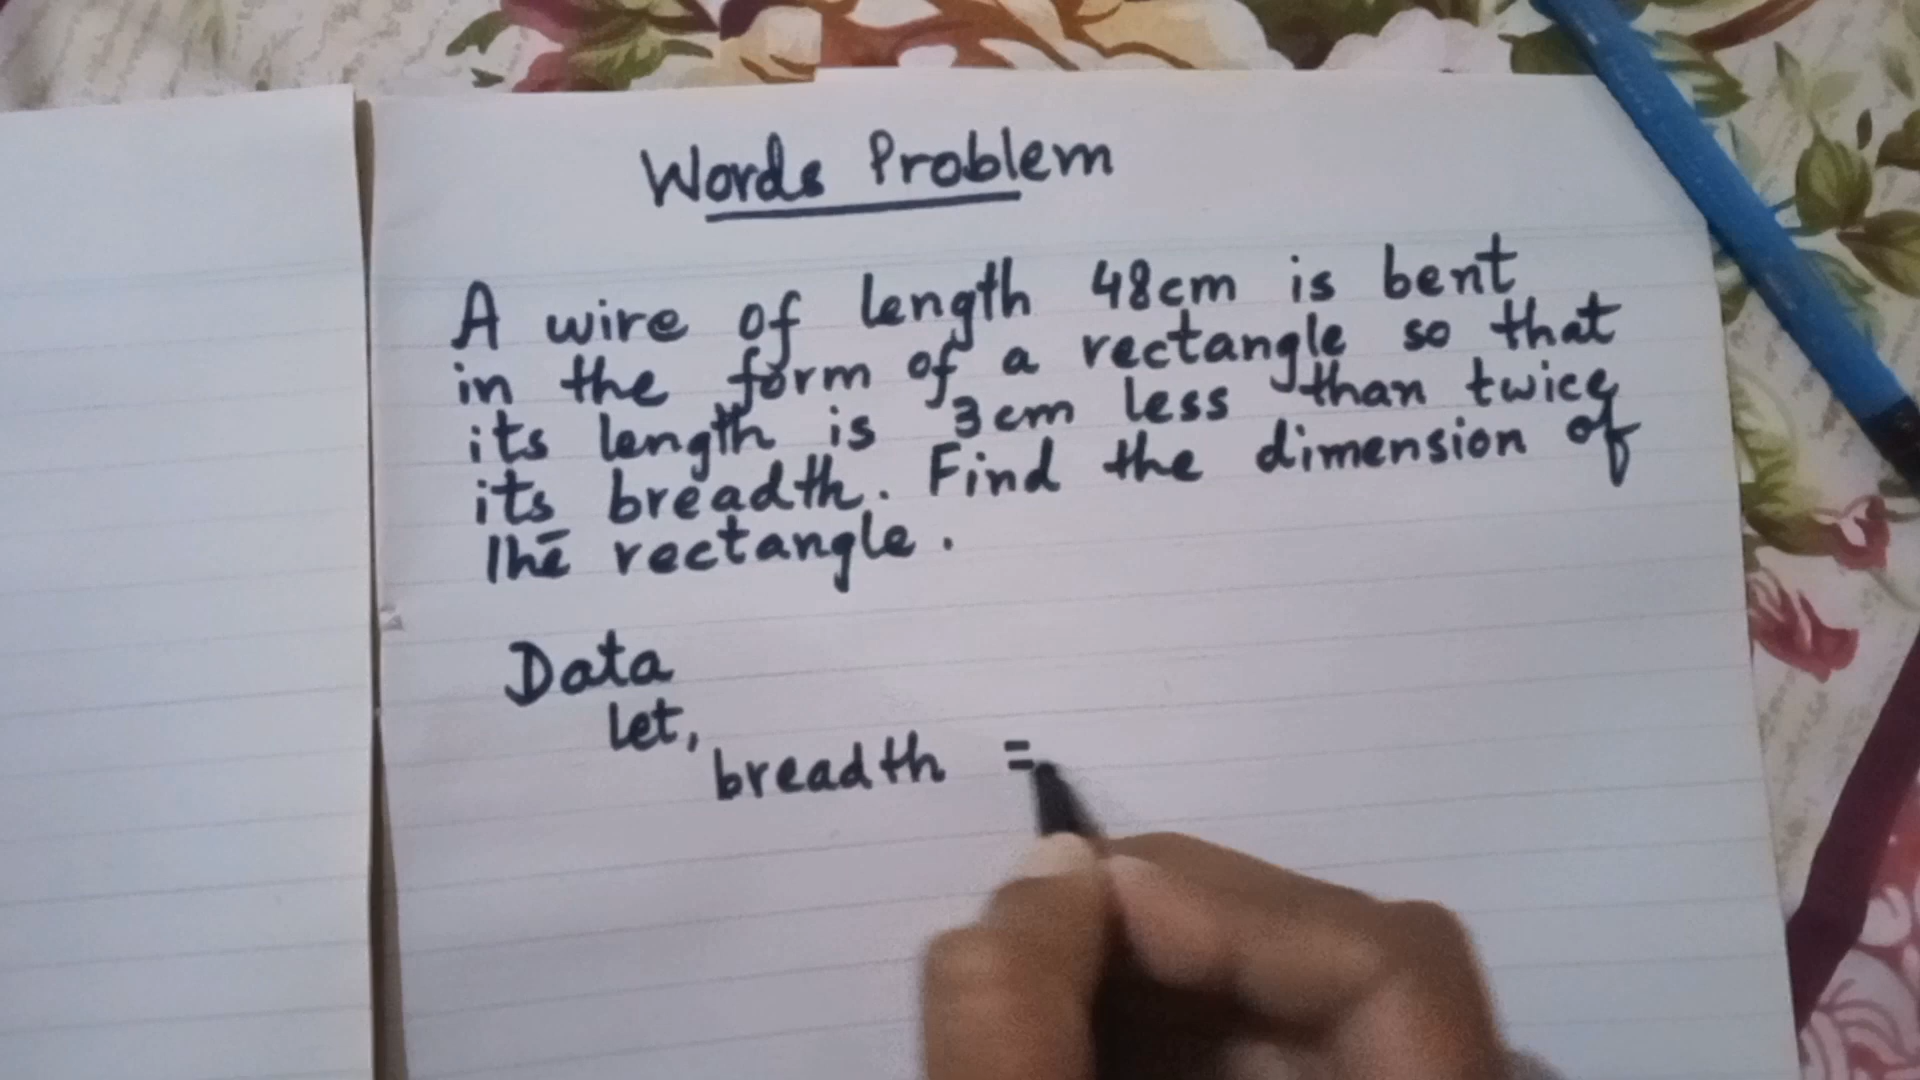 Words Problem
A wire of length 48cm is bent
in the form of a rectangle so that
its length is 3cm less than twice
its breadth. Find the dimension of
The rectangle.
Data
let,
breadth =